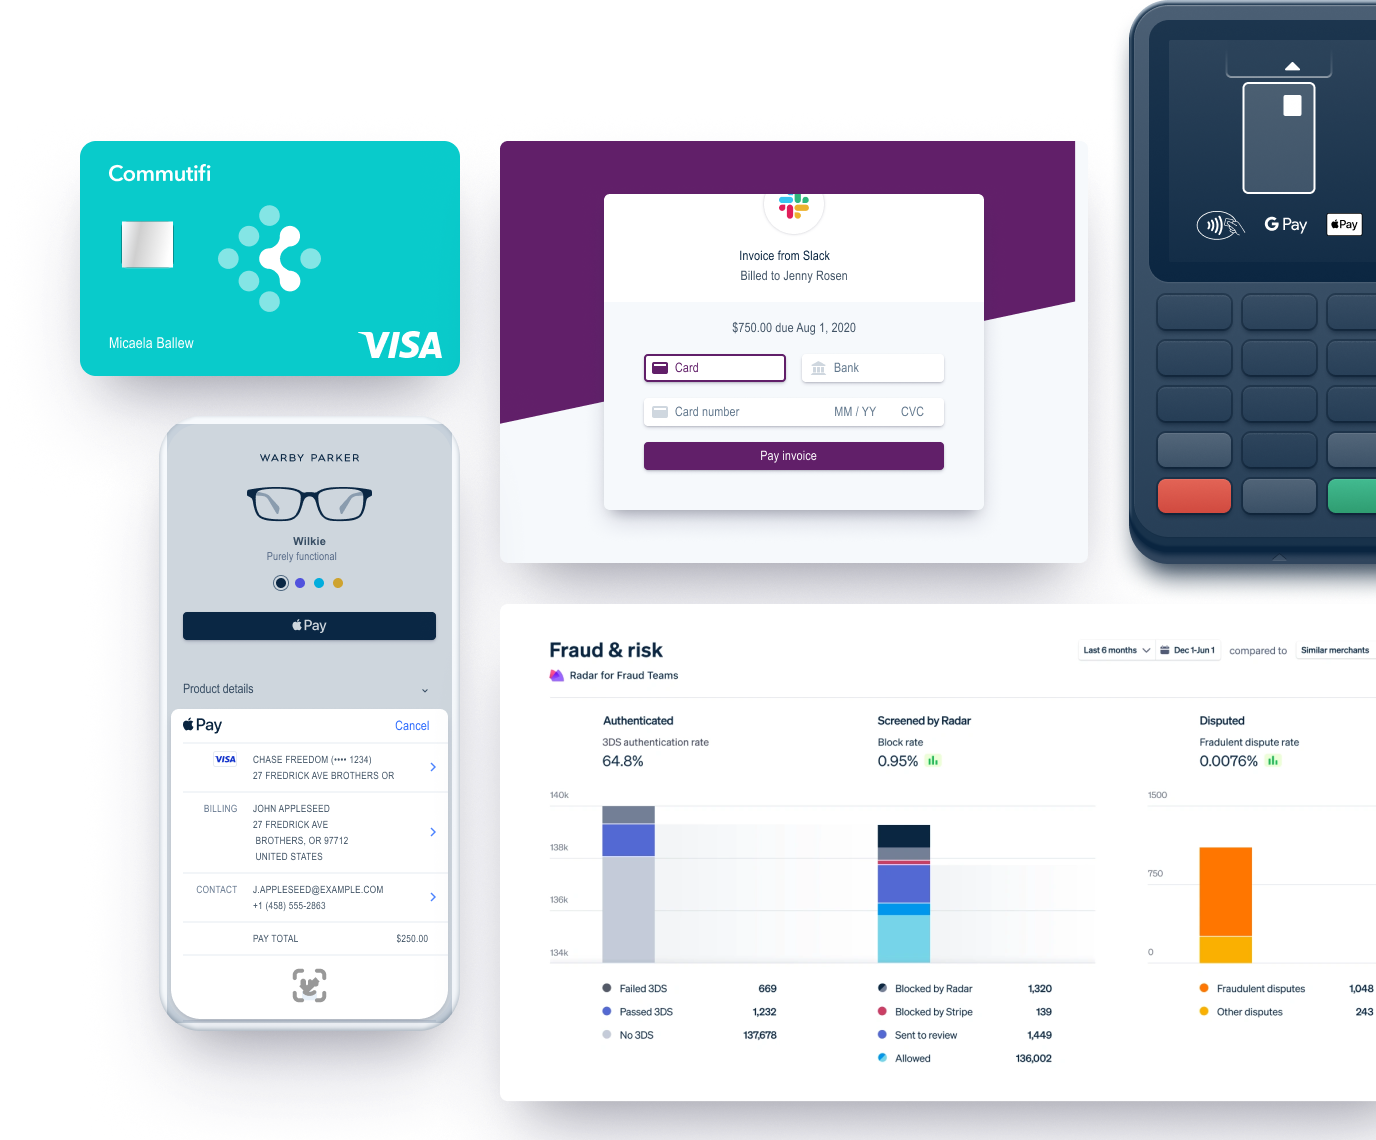 Commutifi
Micaela Ballew
VISA
Invoice from Slack
Billed to Jenny Rosen
$750.00 due Aug 1, 2020
Card
Bank
Card number
MM / YY
CVC
Pay invoice
G Pay
Pay
WARBY PARKER
Wilkie
Purely functional
Pay
Product details
Pay
Cancel
VISA
CHASE FREEDOM (•••• 1234)
27 FREDRICK AVE BROTHERS OR
BILLING
JOHN APPLESEED
27 FREDRICK AVE
BROTHERS, OR 97712
UNITED STATES
CONTACT
J.APPLESEED@EXAMPLE.COM
+1 (458) 555-2863
PAY TOTAL
$250.00
Fraud & risk
Radar for Fraud Teams
Last 6 months
Dec 1-Jun 1
compared to
Similar merchants
Authenticated
3DS authentication rate
64.8%
Screened by Radar
Block rate
0.95%
Disputed
Fradulent dispute rate
0.0076%
140k
138k
136k
134k
1500
750
0
Failed 3DS 669
Passed 3DS 1,232
No 3DS 137,678
Blocked by Radar 1,320
Blocked by Stripe 139
Sent to review 1,449
Allowed 136,002
Fraudulent disputes 1,048
Other disputes 243